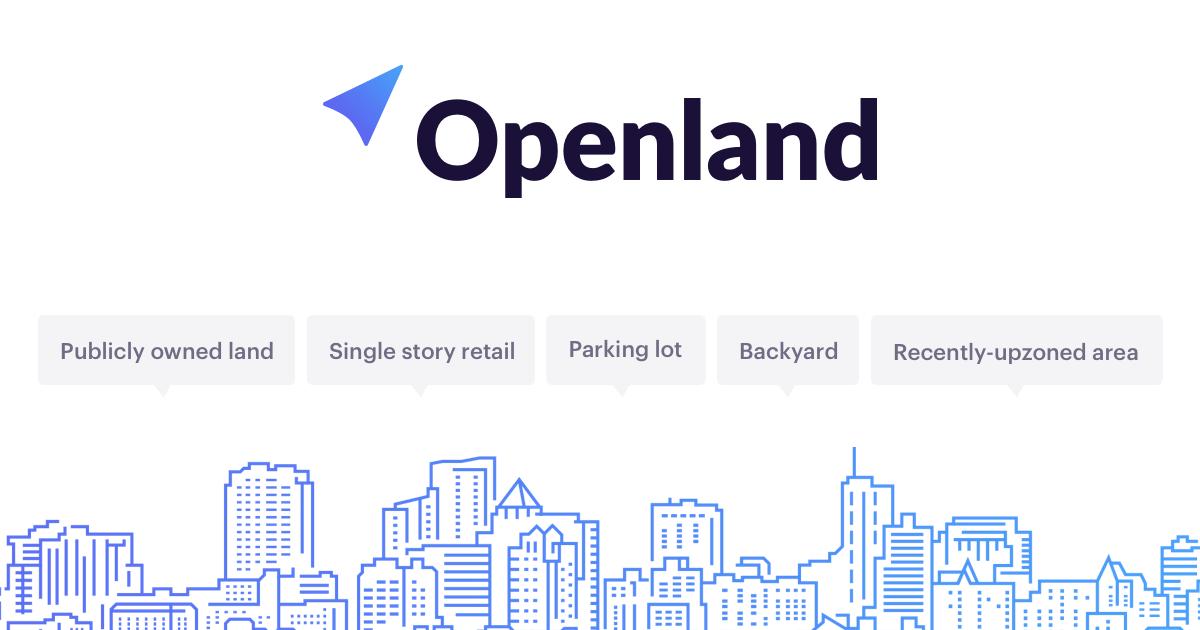 Openland
Publicly owned land
Single story retail
Parking lot
Backyard
Recently-upzoned area